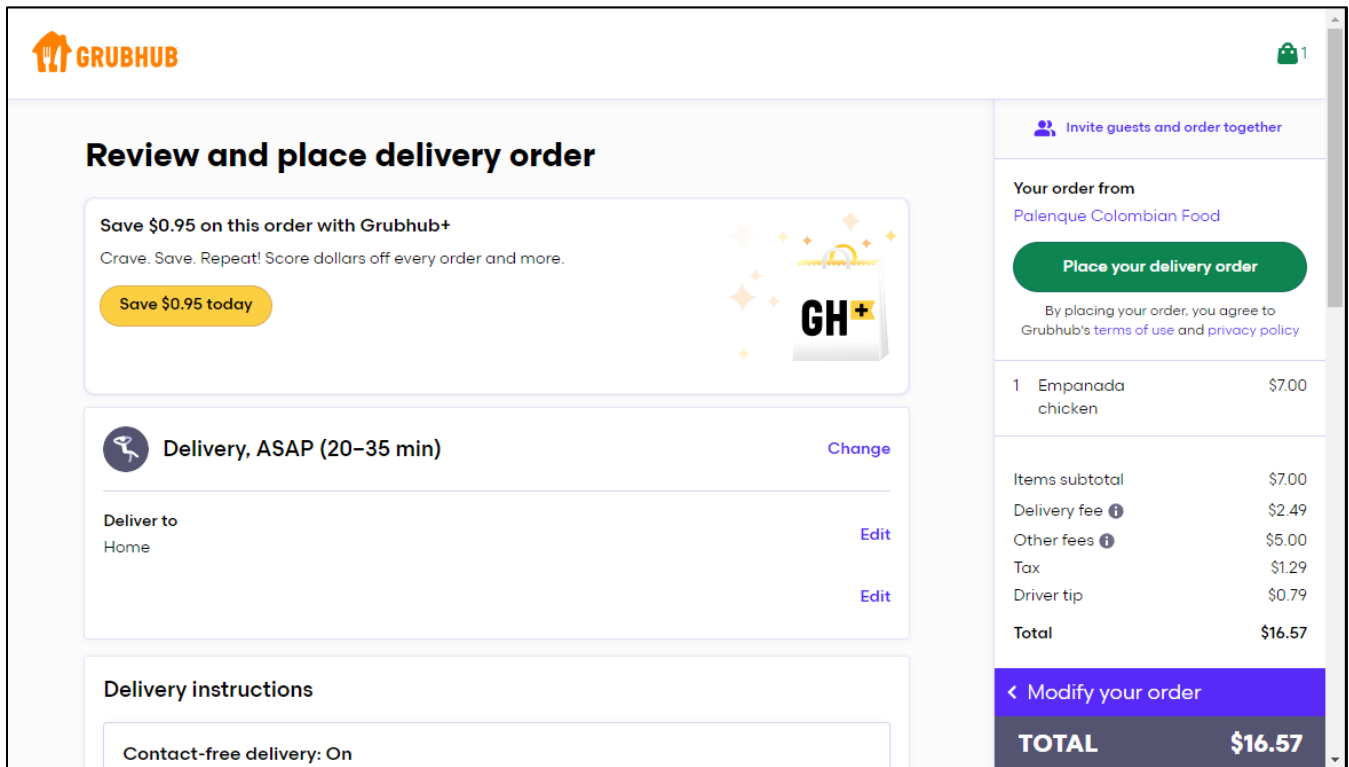 GRUBHUB
1
Review and place delivery order
Save $0.95 on this order with Grubhub+
Crave. Save. Repeat! Score dollars off every order and more.
Save $0.95 today
GH+
Delivery, ASAP (20–35 min)
Change
Deliver to
Home
Edit
Edit
Delivery instructions
Contact-free delivery: On
Invite guests and order together
Your order from
Palenque Colombian Food
Place your delivery order
By placing your order, you agree to
Grubhub's terms of use and privacy policy
1 Empanada $7.00
chicken
Items subtotal $7.00
Delivery fee $2.49
Other fees $5.00
Tax $1.29
Driver tip $0.79
Total $16.57
< Modify your order
TOTAL $16.57